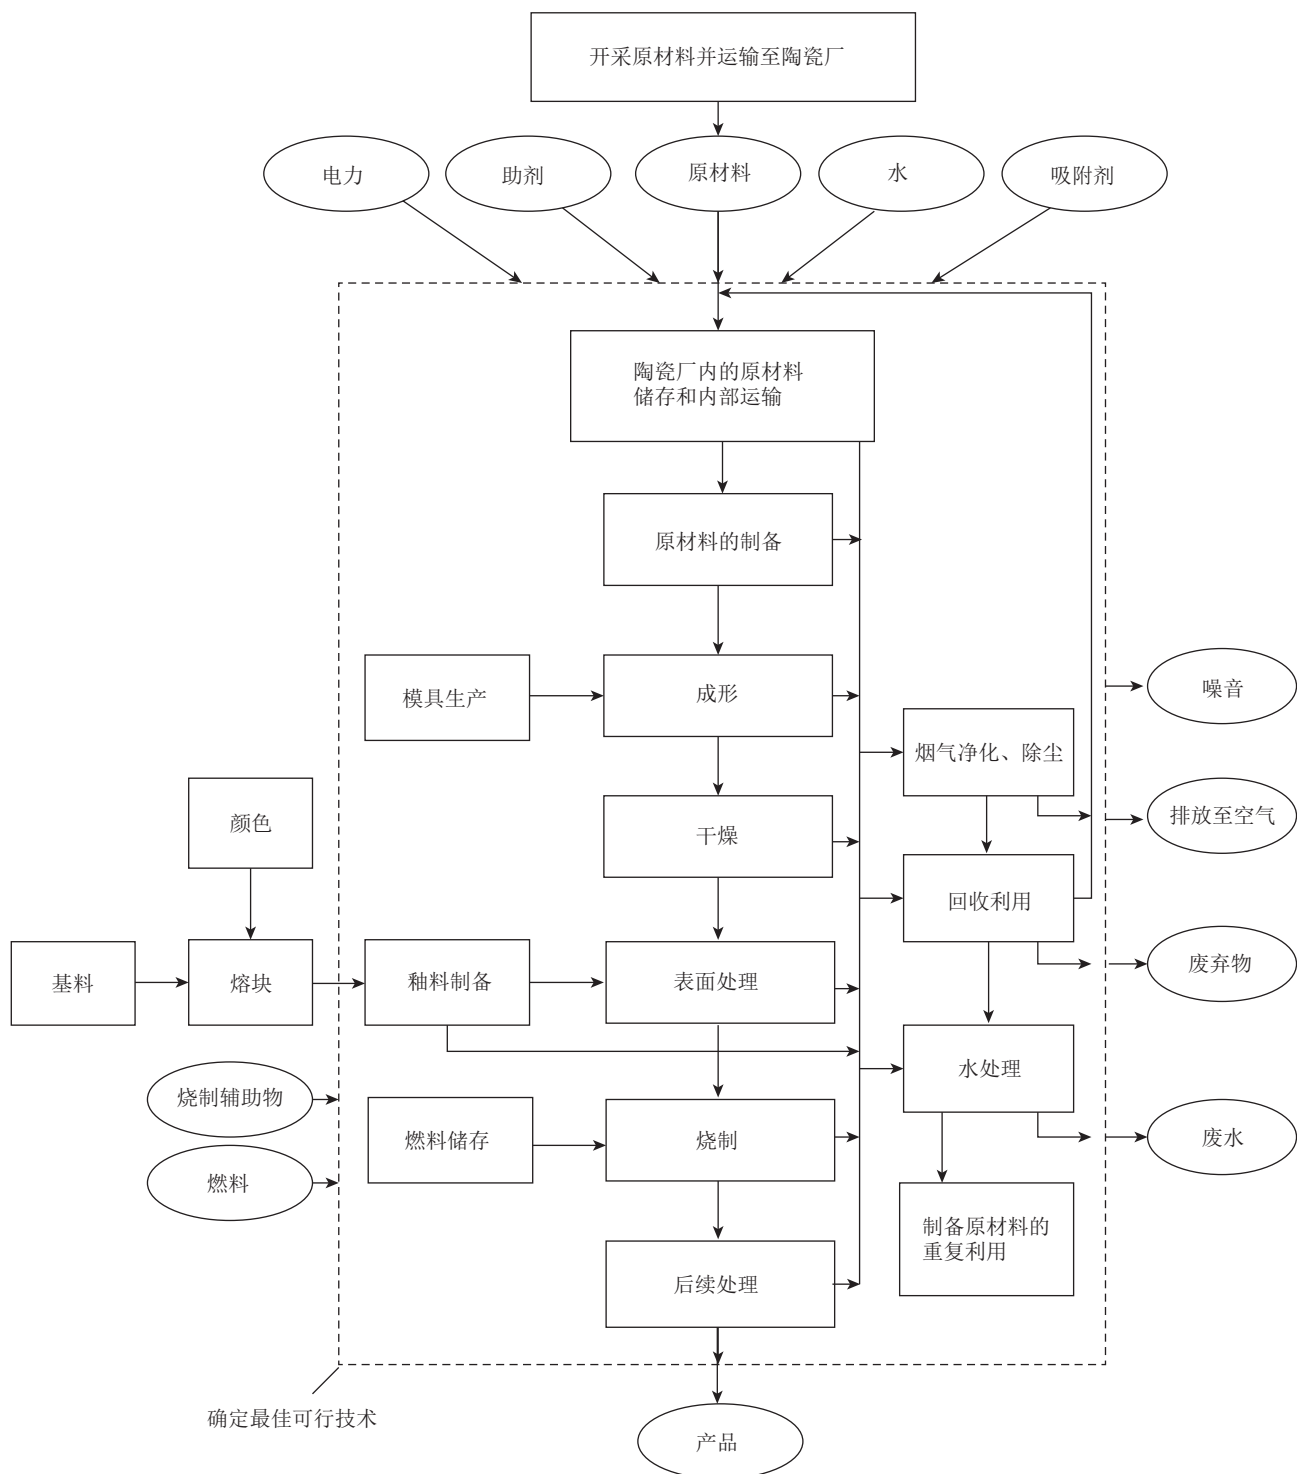 开采原材料并运输至陶瓷厂
电力
助剂
原材料
水
吸附剂
陶瓷厂内的原材料
储存和内部运输
原材料的制备
模具生产
成形
噪音
烟气净化、除尘
颜色
干燥
排放至空气
回收利用
基料
熔块
釉料制备
表面处理
废弃物
水处理
烧制辅助物
燃料储存
烧制
废水
燃料
制备原材料的
重复利用
后续处理
确定最佳可行技术
产品